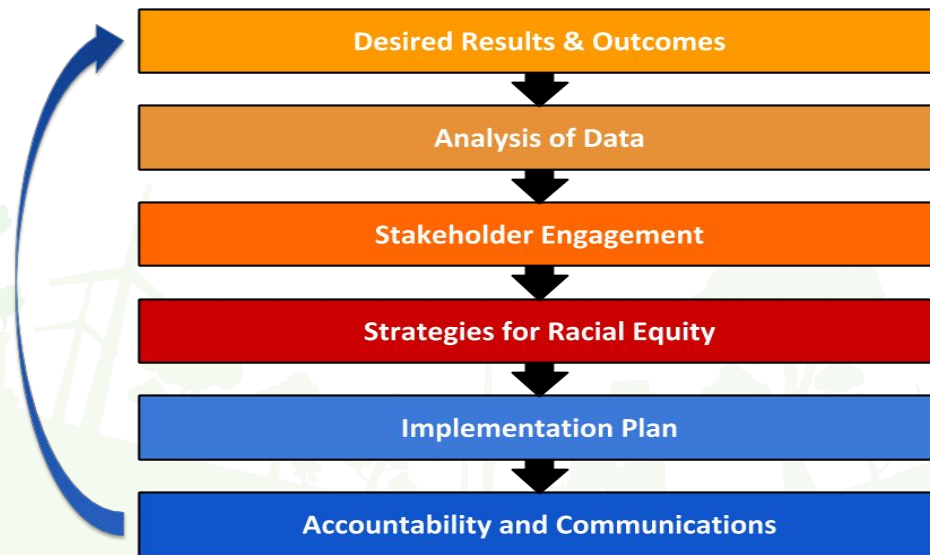 Desired Results & Outcomes
Analysis of Data
Stakeholder Engagement
Strategies for Racial Equity
Implementation Plan
Accountability and Communications